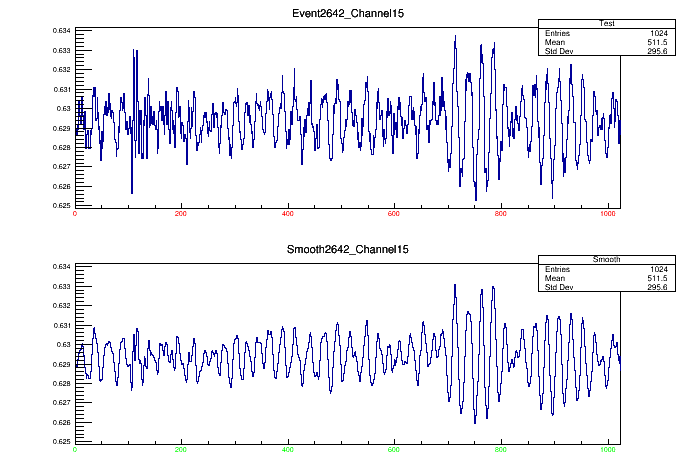 Event2642_Channel15
Test
Entries 1024
Mean 511.5
Std Dev 295.6
0.634
0.633
0.632
0.631
0.63
0.629
0.628
0.627
0.626
0.625
0 200 400 600 800 1000
Smooth2642_Channel15
Smooth
Entries 1024
Mean 511.5
Std Dev 295.6
0.634
0.633
0.632
0.631
0.63
0.629
0.628
0.627
0.626
0.625
0 200 400 600 800 1000